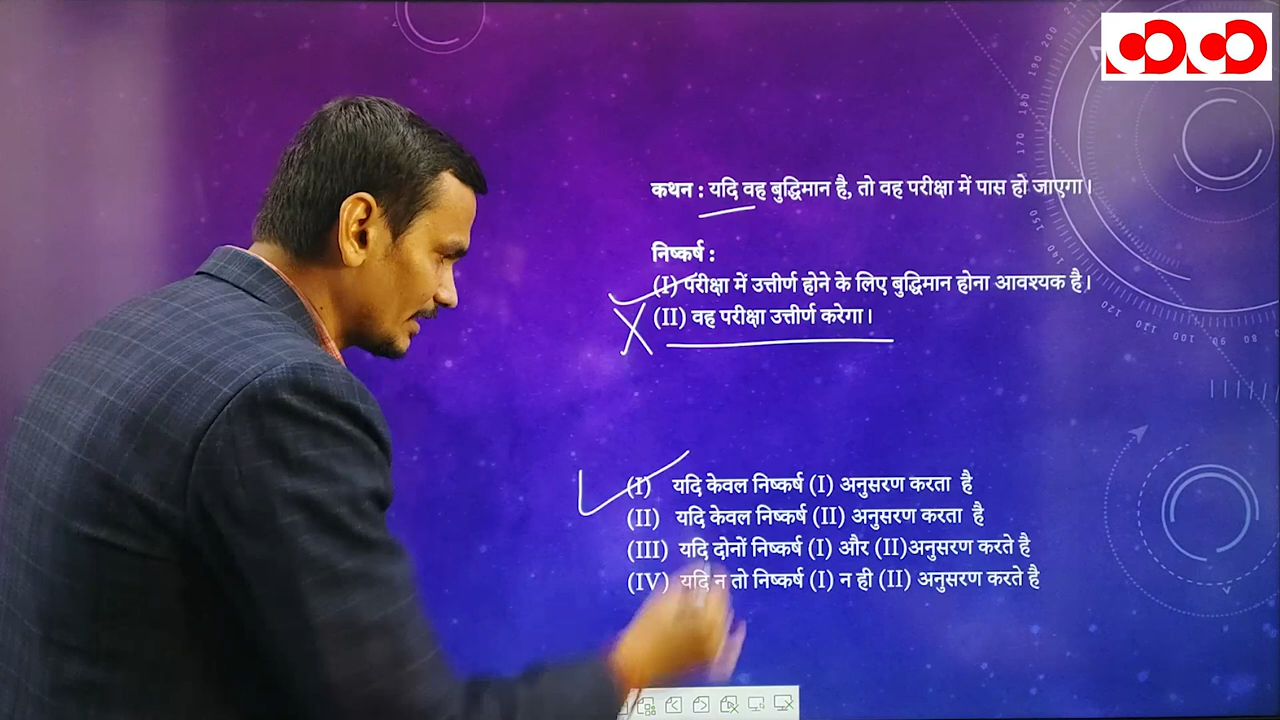 कथन : यदि वह बुद्धिमान है, तो वह परीक्षा में पास हो जाएगा।
निष्कर्ष :
(I) परीक्षा में उत्तीर्ण होने के लिए बुद्धिमान होना आवश्यक है।
(II) वह परीक्षा उत्तीर्ण करेगा।
(I) यदि केवल निष्कर्ष (I) अनुसरण करता है
(II) यदि केवल निष्कर्ष (II) अनुसरण करता है
(III) यदि दोनों निष्कर्ष (I) और (II)अनुसरण करते है
(IV) यदि न तो निष्कर्ष (I) न ही (II) अनुसरण करते है